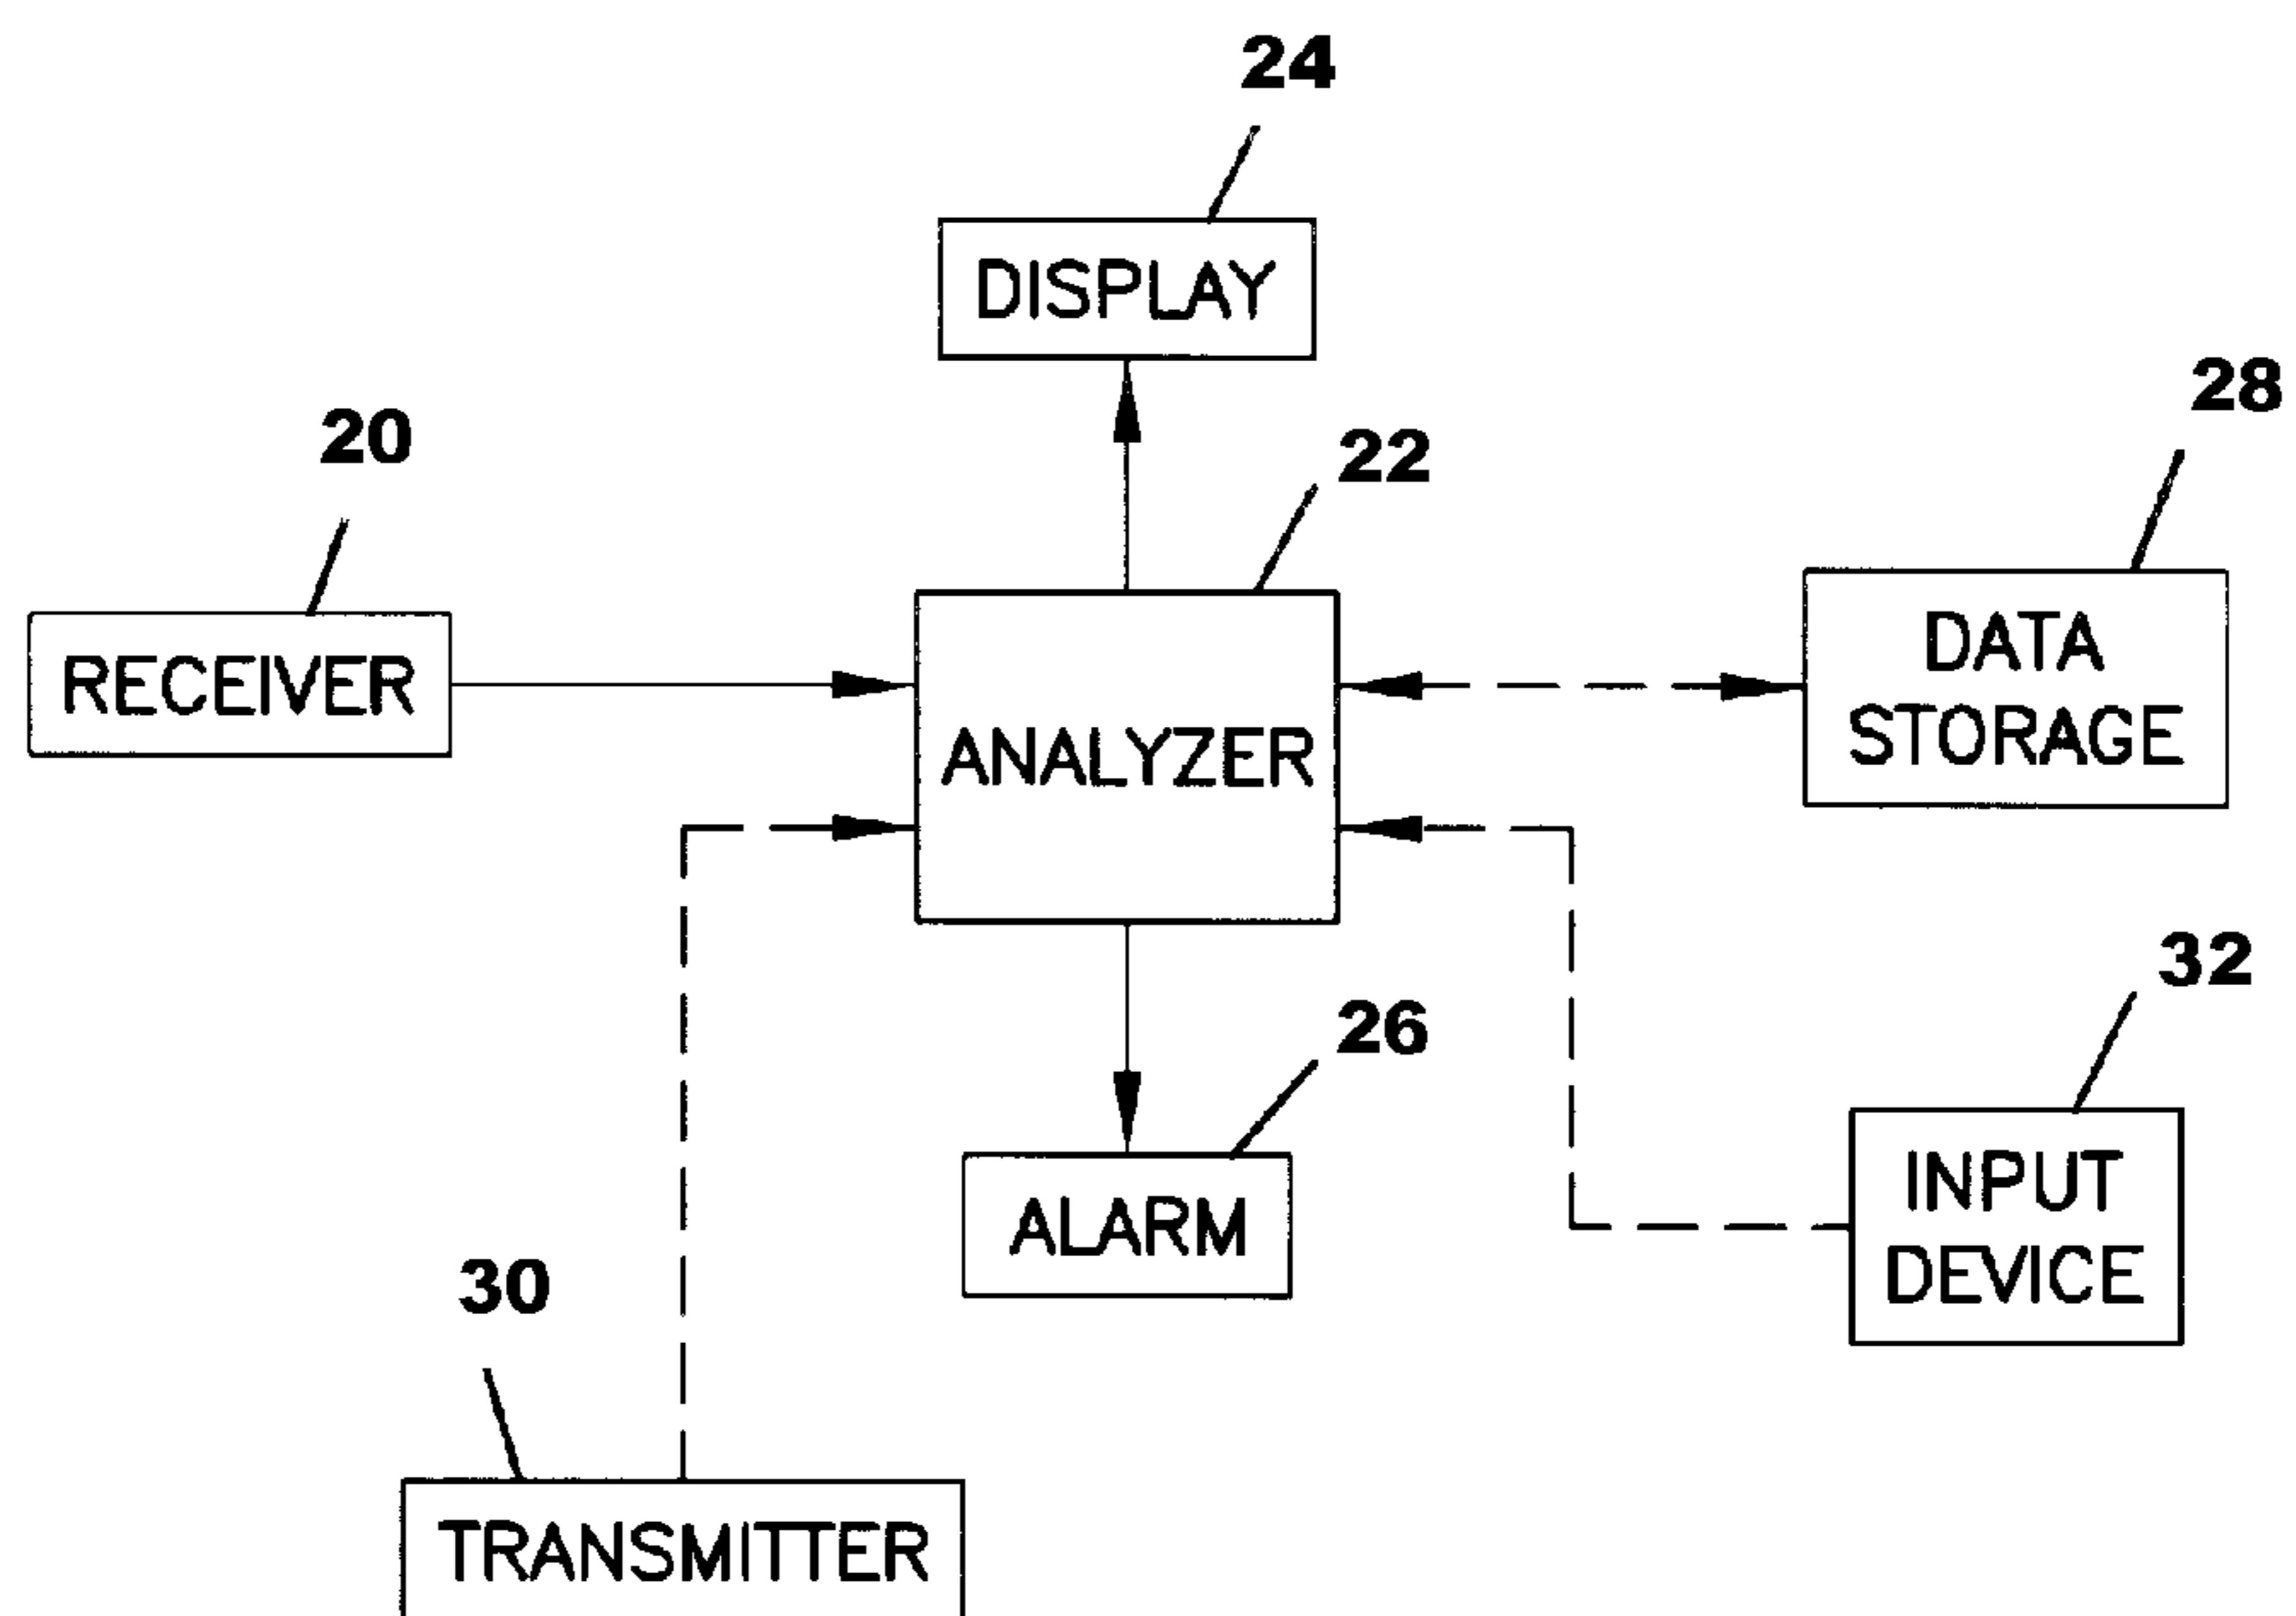 24
DISPLAY
28
20
22
RECEIVER
DATA
STORAGE
ANALYZER
32
26
INPUT
DEVICE
ALARM
30
TRANSMITTER